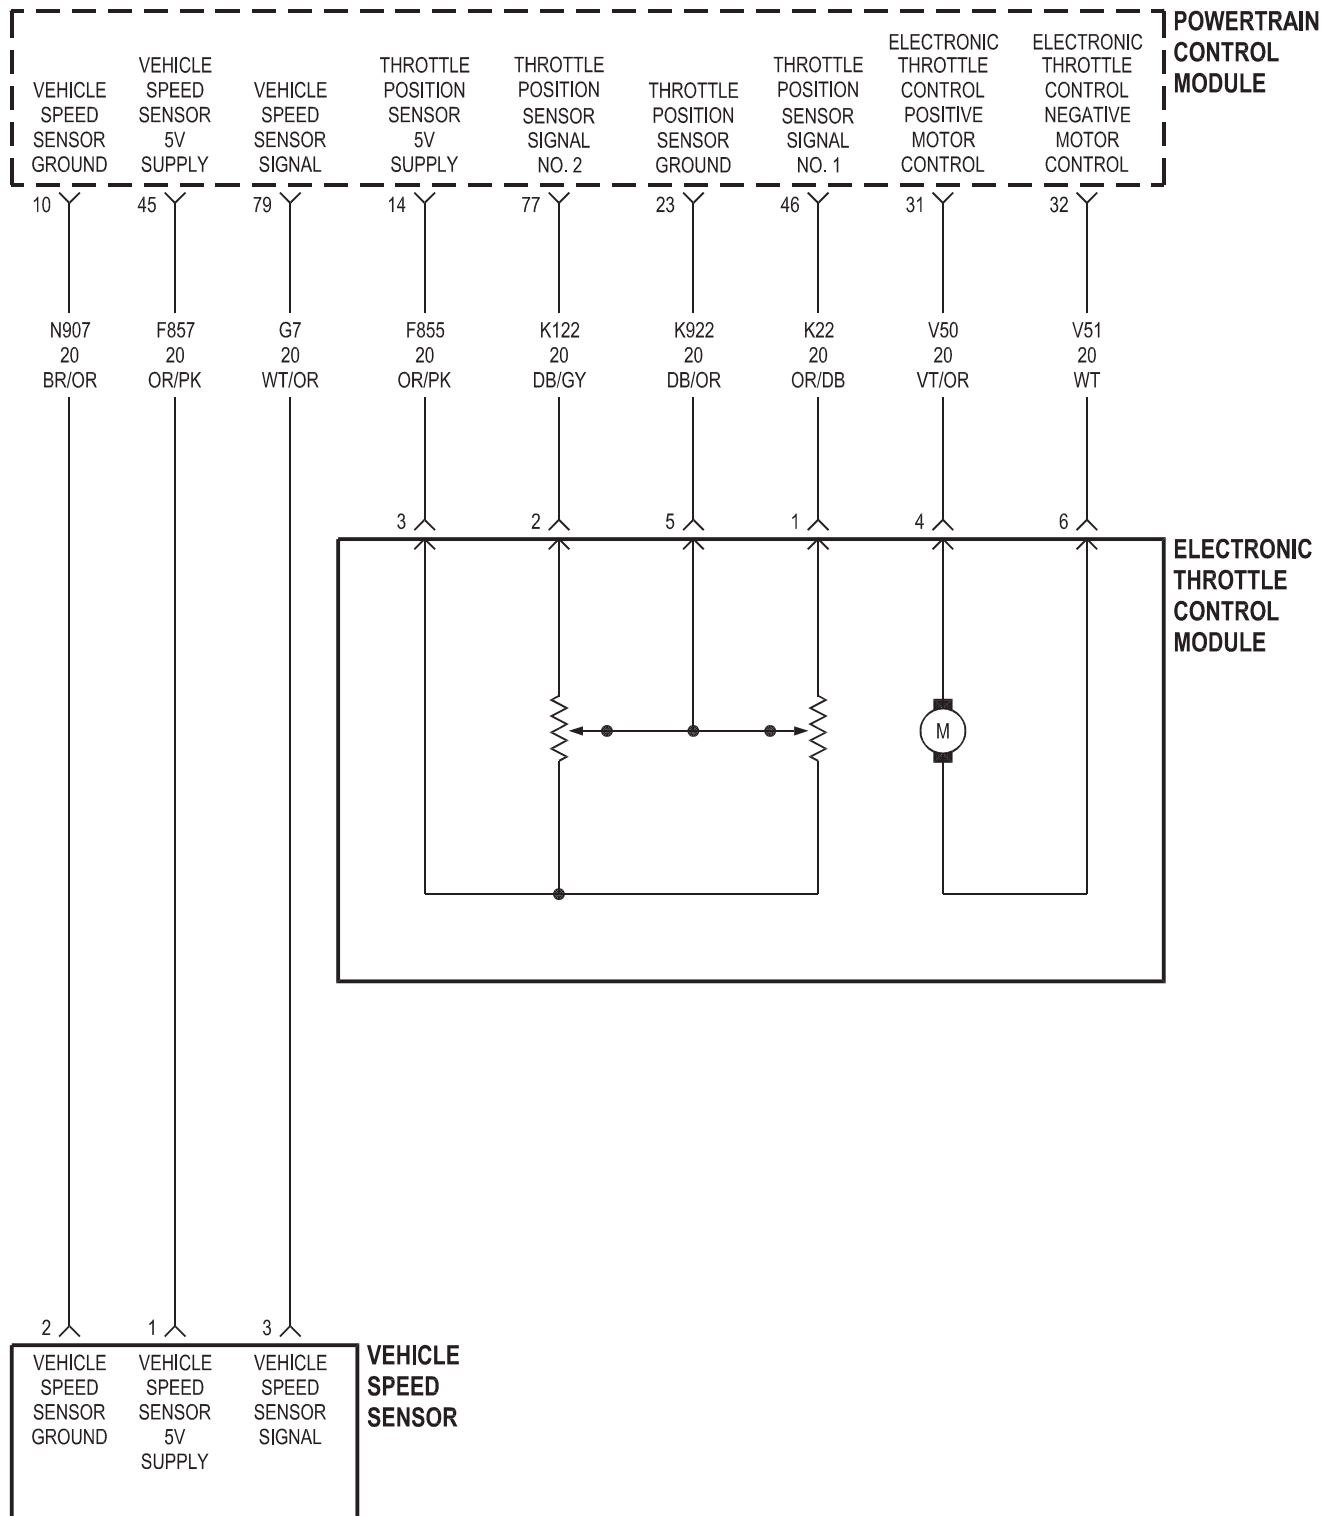 POWERTRAIN
CONTROL
MODULE
VEHICLE
SPEED
SENSOR
GROUND
VEHICLE
SPEED
SENSOR
5V
SUPPLY
VEHICLE
SPEED
SENSOR
SIGNAL
THROTTLE
POSITION
SENSOR
5V
SUPPLY
THROTTLE
POSITION
SENSOR
SIGNAL
NO. 2
THROTTLE
POSITION
SENSOR
GROUND
THROTTLE
POSITION
SENSOR
SIGNAL
NO. 1
ELECTRONIC
THROTTLE
CONTROL
POSITIVE
MOTOR
CONTROL
ELECTRONIC
THROTTLE
CONTROL
NEGATIVE
MOTOR
CONTROL
10
45
79
14
77
23
46
31
32
N907
20
BR/OR
F857
20
OR/PK
G7
20
WT/OR
F855
20
OR/PK
K122
20
DB/GY
K922
20
DB/OR
K22
20
OR/DB
V50
20
VT/OR
V51
20
WT
3
2
5
1
4
6
ELECTRONIC
THROTTLE
CONTROL
MODULE
M
2
1
3
VEHICLE
SPEED
SENSOR
GROUND
VEHICLE
SPEED
SENSOR
5V
SUPPLY
VEHICLE
SPEED
SENSOR
SIGNAL
VEHICLE
SPEED
SENSOR